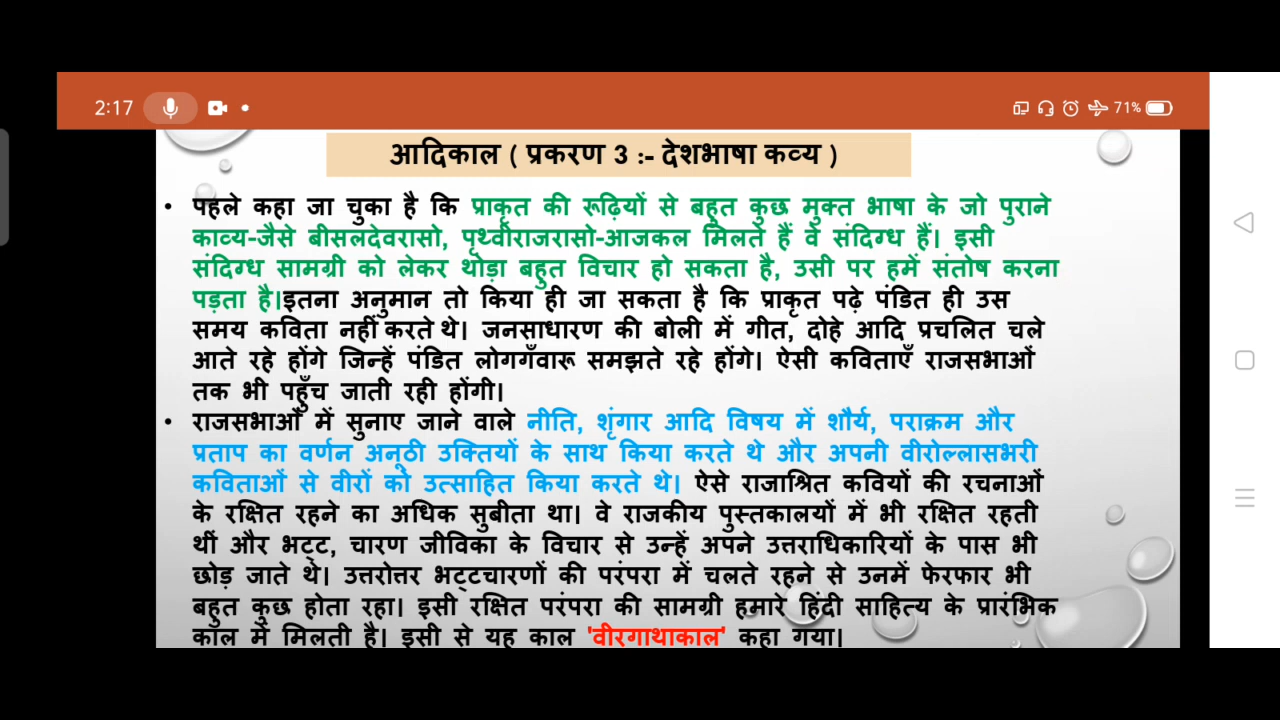 2:17
71%
आदिकाल ( प्रकरण 3 :- देशभाषा कव्य )
• पहले कहा जा चुका है कि प्राकृत की रूढ़ियों से बहुत कुछ मुक्त भाषा के जो पुराने
काव्य-जैसे बीसलदेवरासो, पृथ्वीराजरासो-आजकल मिलते हैं वे संदिग्ध हैं। इसी
संदिग्ध सामग्री को लेकर थोड़ा बहुत विचार हो सकता है, उसी पर हमें संतोष करना
पड़ता है।इतना अनुमान तो किया ही जा सकता है कि प्राकृत पढ़े पंडित ही उस
समय कविता नहीं करते थे। जनसाधारण की बोली में गीत, दोहे आदि प्रचलित चले
आते रहे होंगे जिन्हें पंडित लोगगँवारू समझते रहे होंगे। ऐसी कविताएँ राजसभाओं
तक भी पहुँच जाती रही होंगी।
• राजसभाओं में सुनाए जाने वाले नीति, शृंगार आदि विषय में शौर्य, पराक्रम और
प्रताप का वर्णन अनूठी उक्तियों के साथ किया करते थे और अपनी वीरोल्लासभरी
कविताओं से वीरों को उत्साहित किया करते थे। ऐसे राजाश्रित कवियों की रचनाओं
के रक्षित रहने का अधिक सुबीता था। वे राजकीय पुस्तकालयों में भी रक्षित रहती
थीं और भट्ट, चारण जीविका के विचार से उन्हें अपने उत्तराधिकारियों के पास भी
छोड़ जाते थे। उत्तरोत्तर भट्टचारणों की परंपरा में चलते रहने से उनमें फेरफार भी
बहुत कुछ होता रहा। इसी रक्षित परंपरा की सामग्री हमारे हिंदी साहित्य के प्रारंभिक
काल में मिलती है। इसी से यह काल 'वीरगाथाकाल' कहा गया।